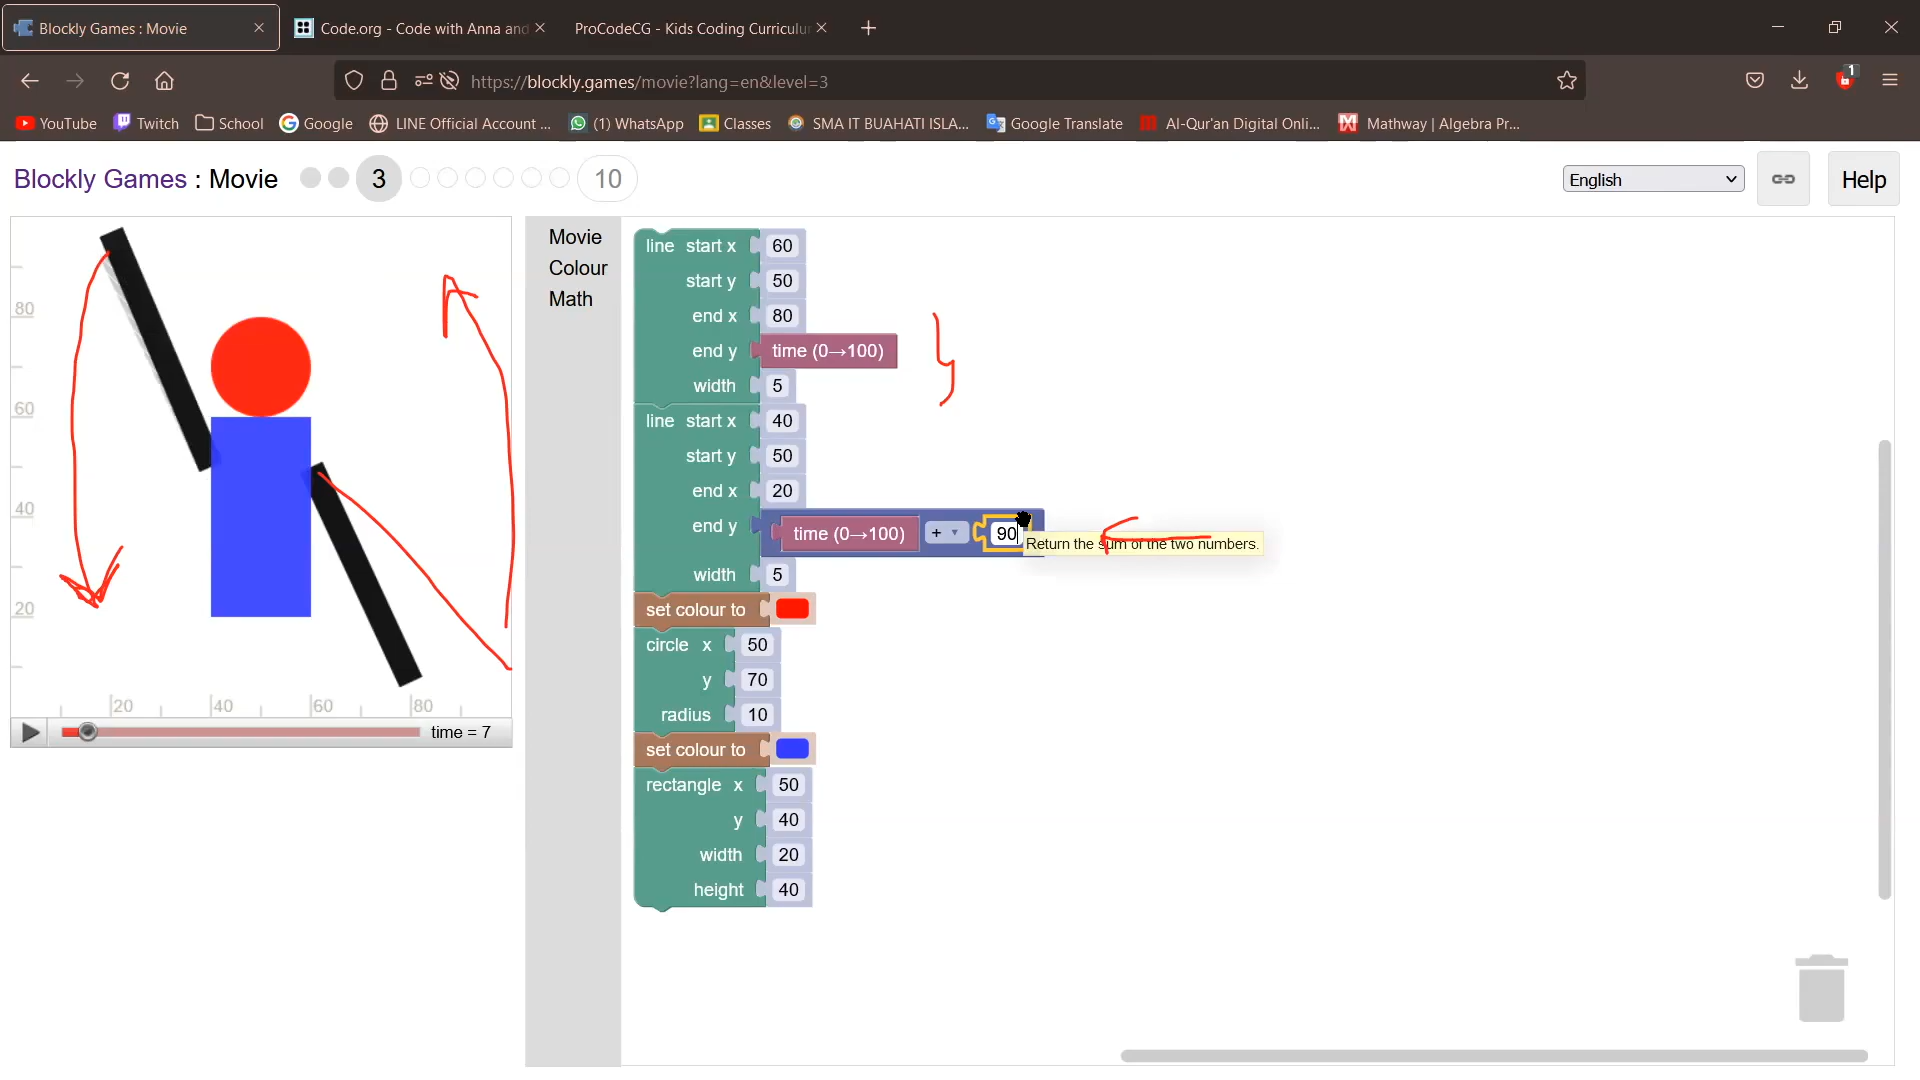 Blockly Games : Movie
Code.org - Code with Anna and
ProCodeCG - Kids Coding Curriculu
https://blockly.games/movie?lang=en&level=3
1
YouTube
Twitch
School
Google
LINE Official Account ...
(1) WhatsApp
Classes
SMA IT BUAHATI ISLA...
Google Translate
Al-Qur'an Digital Onli...
Mathway | Algebra Pr...
Blockly Games : Movie
3
10
English
Help
80
60
40
20
20
40
60
80
time = 7
Movie
Colour
Math
line start x 60
start y 50
end x 80
end y time (0→100)
width 5
line start x 40
start y 50
end x 20
end y time (0→100) + 90
Return the sum of the two numbers.
width 5
set colour to
circle x 50
y 70
radius 10
set colour to
rectangle x 50
y 40
width 20
height 40